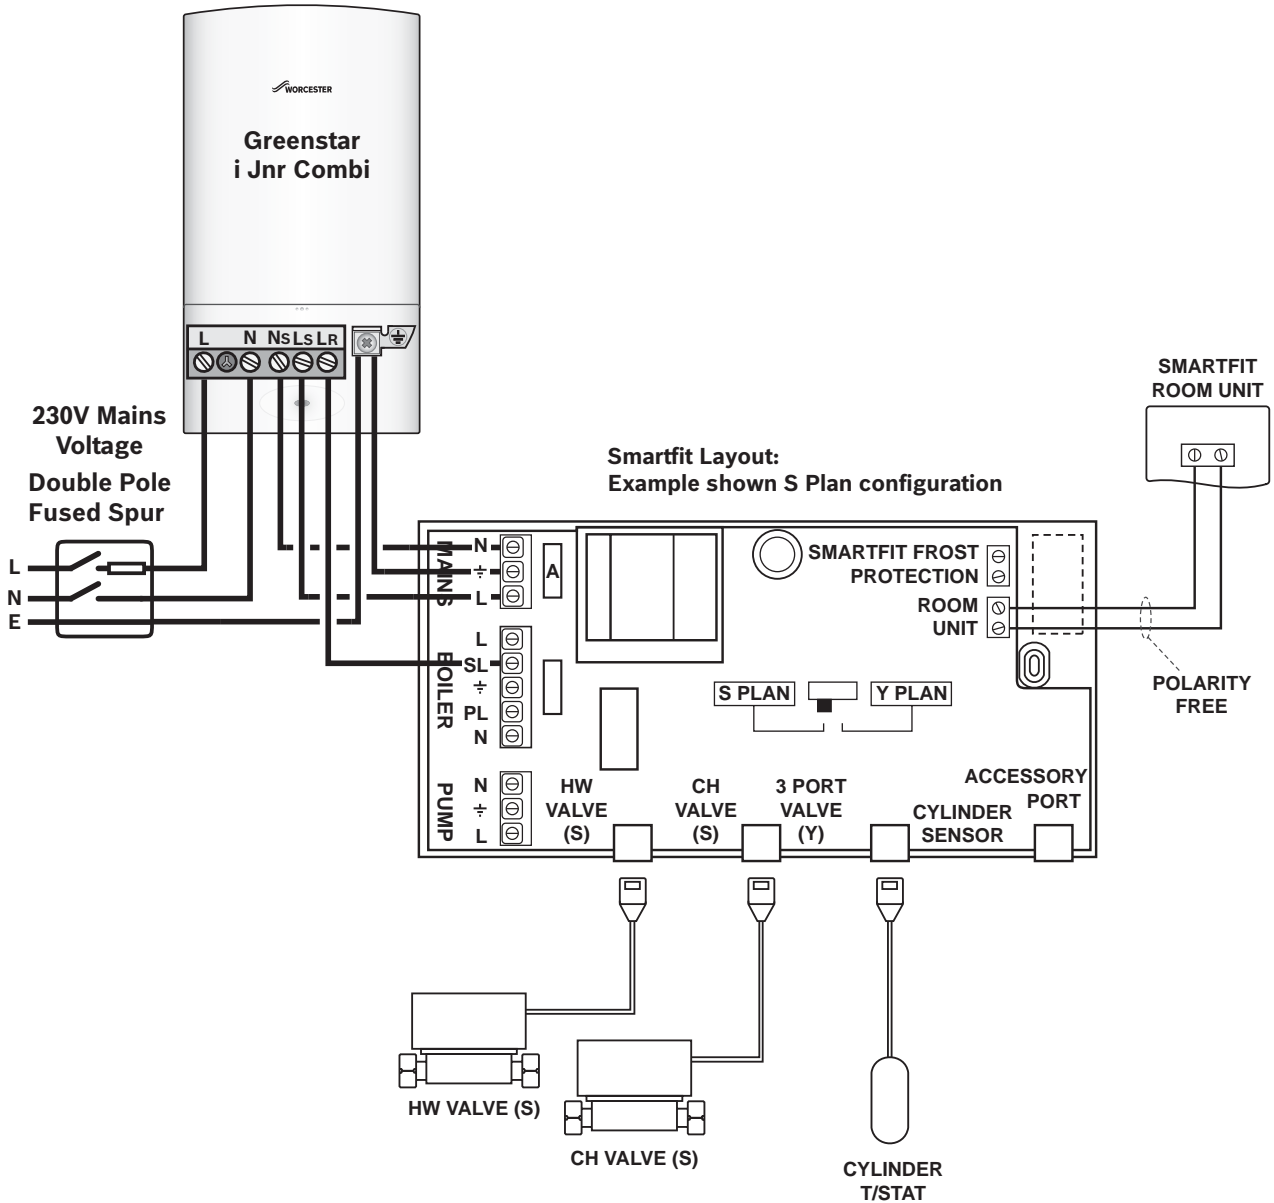 WORCESTER
Greenstar
i Jnr Combi
L N NS LS LR
230V Mains
Voltage
Double Pole
Fused Spur
L
N
E
Smartfit Layout:
Example shown S Plan configuration
SMARTFIT
ROOM UNIT
MAINS
N
L
A
BOILER
L
SL
PL
N
PUMP
N
L
SMARTFIT FROST
PROTECTION
ROOM
UNIT
POLARITY
FREE
S PLAN
Y PLAN
HW
VALVE
(S)
CH
VALVE
(S)
3 PORT
VALVE
(Y)
CYLINDER
SENSOR
ACCESSORY
PORT
HW VALVE (S)
CH VALVE (S)
CYLINDER
T/STAT